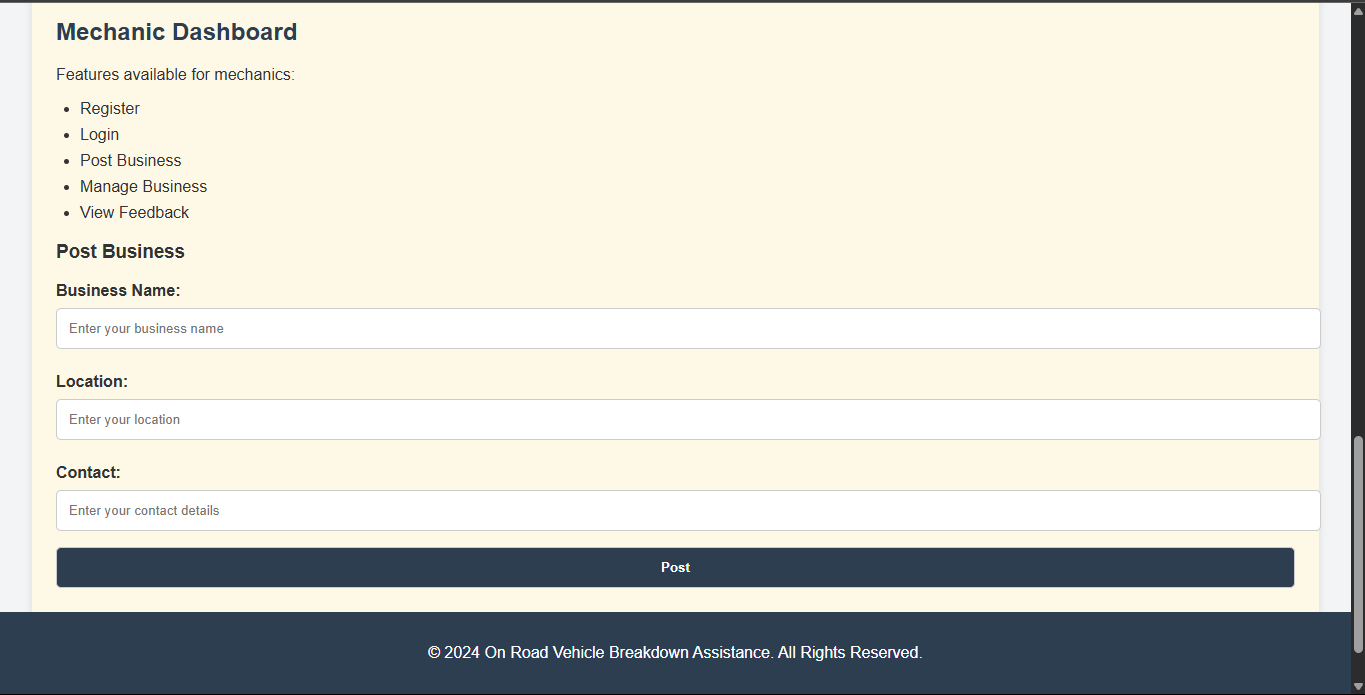 Mechanic Dashboard
Features available for mechanics:
Register
Login
Post Business
Manage Business
View Feedback
Post Business
Business Name:
Enter your business name
Location:
Enter your location
Contact:
Enter your contact details
Post
© 2024 On Road Vehicle Breakdown Assistance. All Rights Reserved.